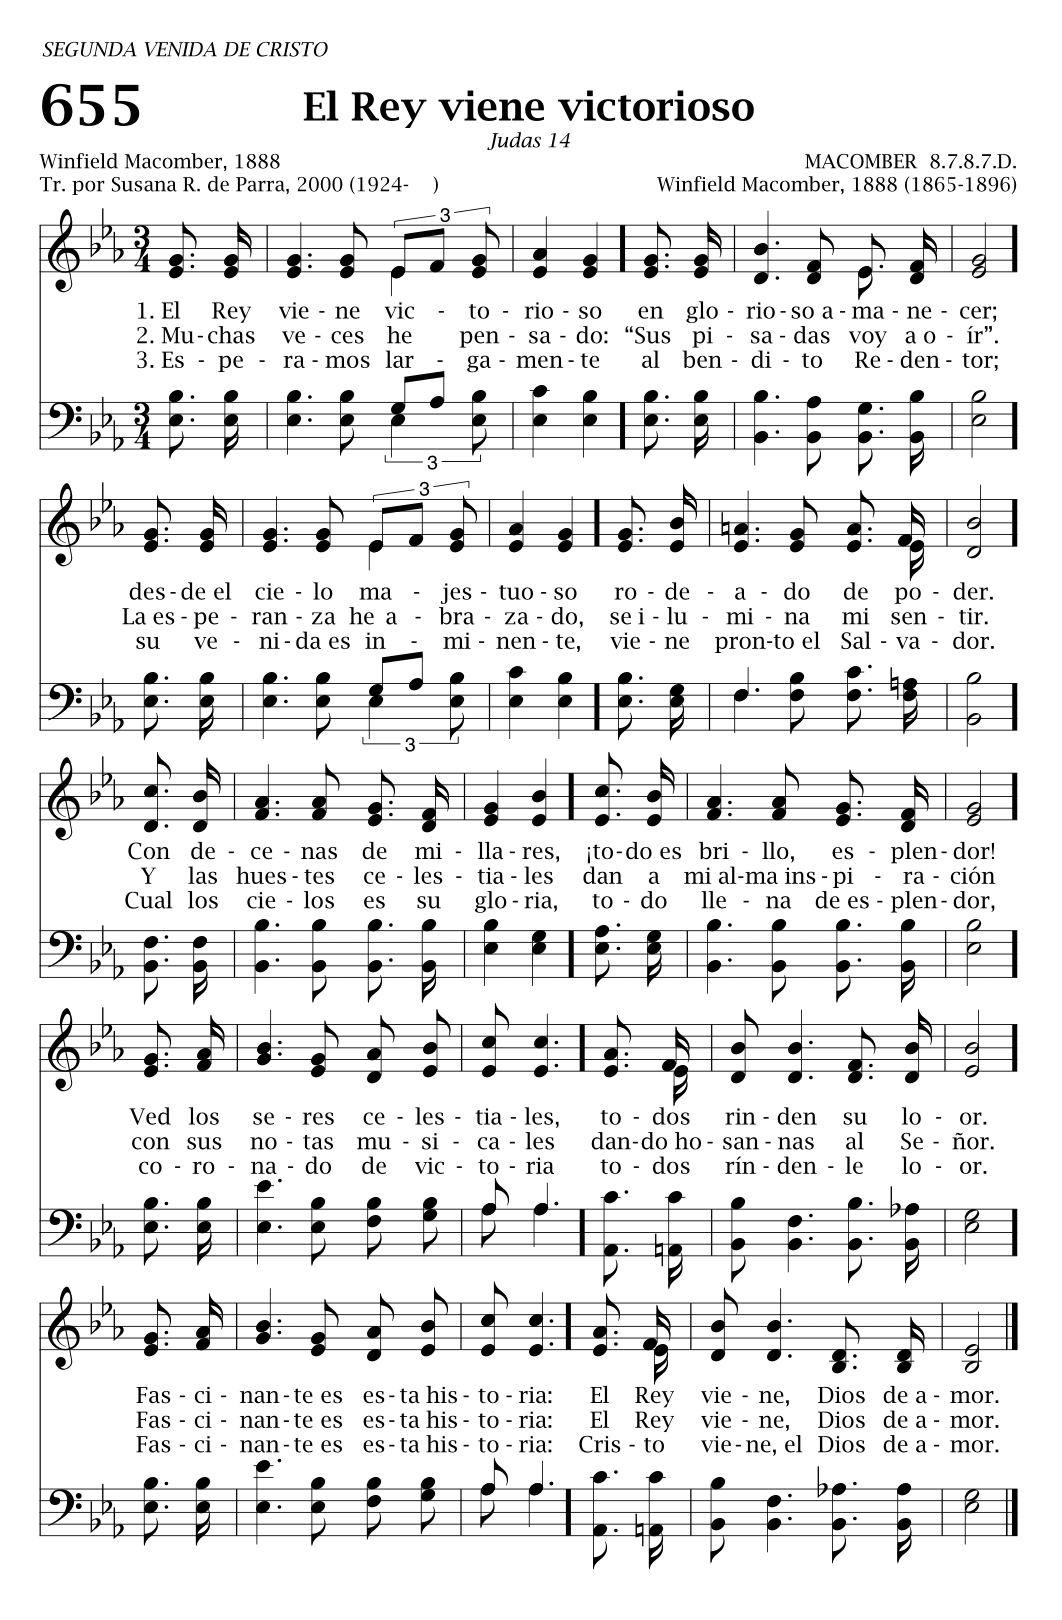 SEGUNDA VENIDA DE CRISTO
655
El Rey viene victorioso
Judas 14
Winfield Macomber, 1888
MACOMBER 8.7.8.7.D.
Tr. por Susana R. de Parra, 2000 (1924- )
Winfield Macomber, 1888 (1865-1896)
3
3 4
1. El Rey vie - ne vic - to - rio - so en glo - rio - so a - ma - ne - cer;
2. Mu - chas ve - ces he pen - sa - do: “Sus pi - sa - das voy a o - ír”.
3. Es - pe - ra - mos lar - ga - men - te al ben - di - to Re - den - tor;
3 4
3
3
des - de el cie - lo ma - jes - tuo - so ro - de - a - do de po - der.
La es - pe - ran - za he a - bra - za - do, se i - lu - mi - na mi sen - tir.
su ve - ni - da es in - mi - nen - te, vie - ne pron - to el Sal - va - dor.
3
Con de - ce - nas de mi - lla - res, ¡to - do es bri - llo, es - plen - dor!
Y las hues - tes ce - les - tia - les dan a mi al - ma ins - pi - ra - ción
Cual los cie - los es su glo - ria, to - do lle - na de es - plen - dor,
Ved los se - res ce - les - tia - les, to - dos rin - den su lo - or.
con sus no - tas mu - si - ca - les dan - do ho - san - nas al Se - ñor.
co - ro - na - do de vic - to - ria to - dos rín - den - le lo - or.
Fas - ci - nan - te es es - ta his - to - ria: El Rey vie - ne, Dios de a - mor.
Fas - ci - nan - te es es - ta his - to - ria: El Rey vie - ne, Dios de a - mor.
Fas - ci - nan - te es es - ta his - to - ria: Cris - to vie - ne, el Dios de a - mor.